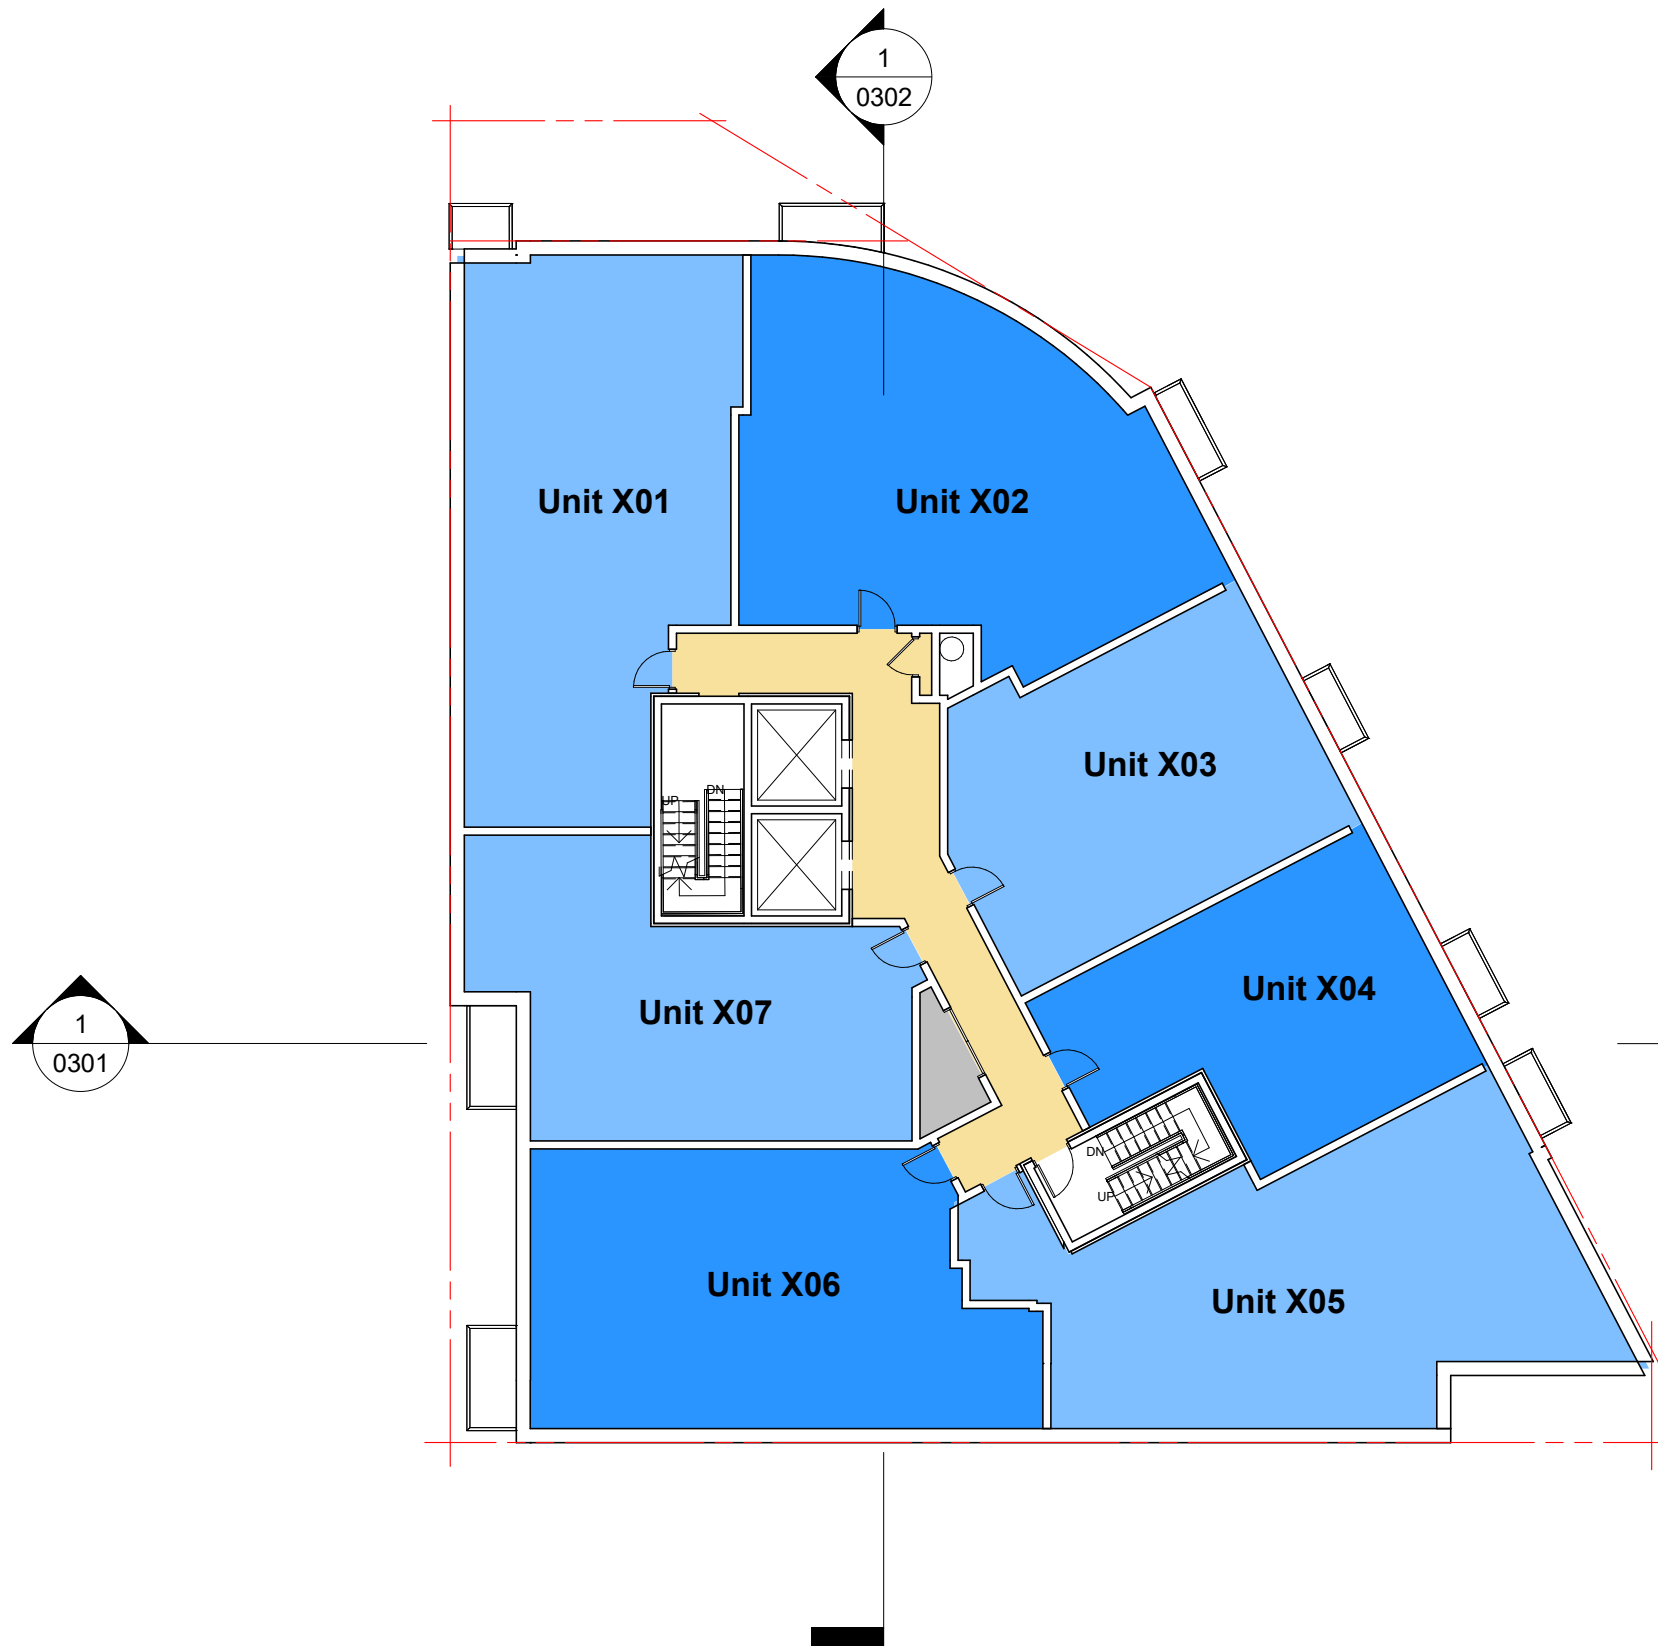 1
0302
Unit X01
Unit X02
Unit X03
UP
DN
Unit X04
Unit X07
1
0301
DN
UP
Unit X06
Unit X05